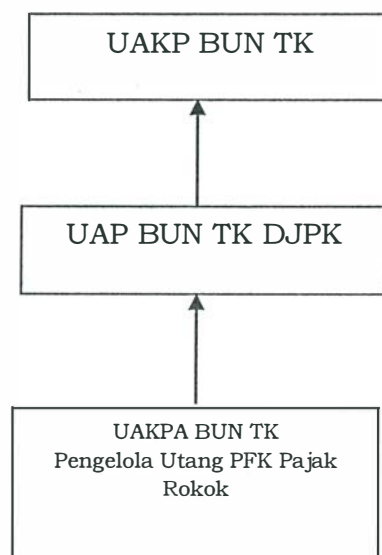 UAKP BUN TK
UAP BUN TK DJPK
UAKPA BUN TK
Pengelola Utang PFK Pajak
Rokok